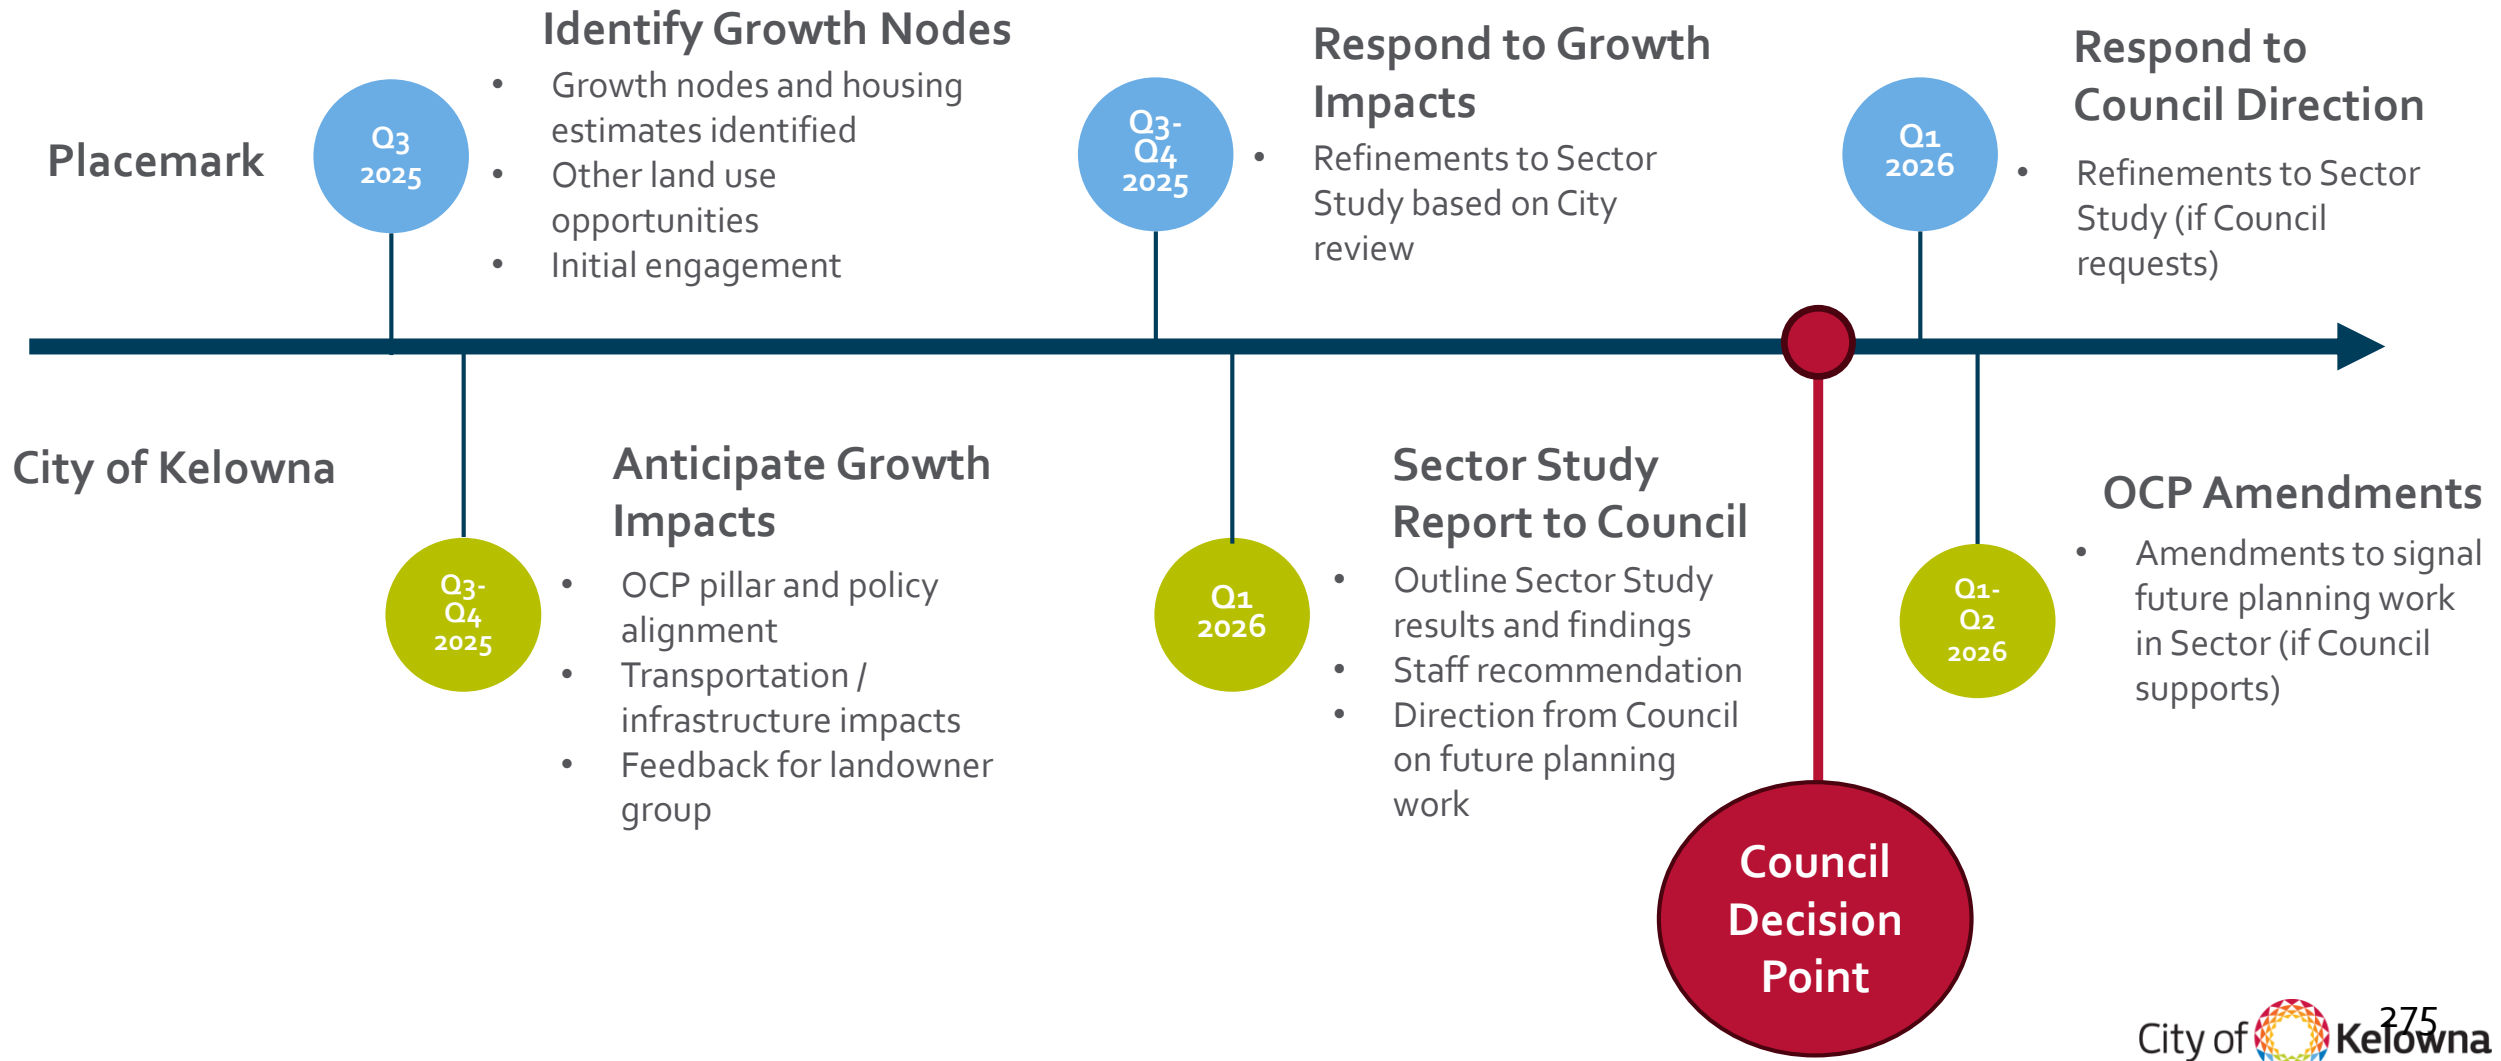 Placemark
Q3
2025
Identify Growth Nodes
• Growth nodes and housing
estimates identified
• Other land use
opportunities
• Initial engagement
Q3-
Q4
2025
Respond to Growth
Impacts
• Refinements to Sector
Study based on City
review
Q1
2026
Respond to
Council Direction
• Refinements to Sector
Study (if Council
requests)
City of Kelowna
Q3-
Q4
2025
Anticipate Growth
Impacts
• OCP pillar and policy
alignment
• Transportation /
infrastructure impacts
• Feedback for landowner
group
Q1
2026
Sector Study
Report to Council
• Outline Sector Study
results and findings
• Staff recommendation
• Direction from Council
on future planning
work
Council
Decision
Point
Q1-
Q2
2026
OCP Amendments
• Amendments to signal
future planning work
in Sector (if Council
supports)
275
City of Kelowna